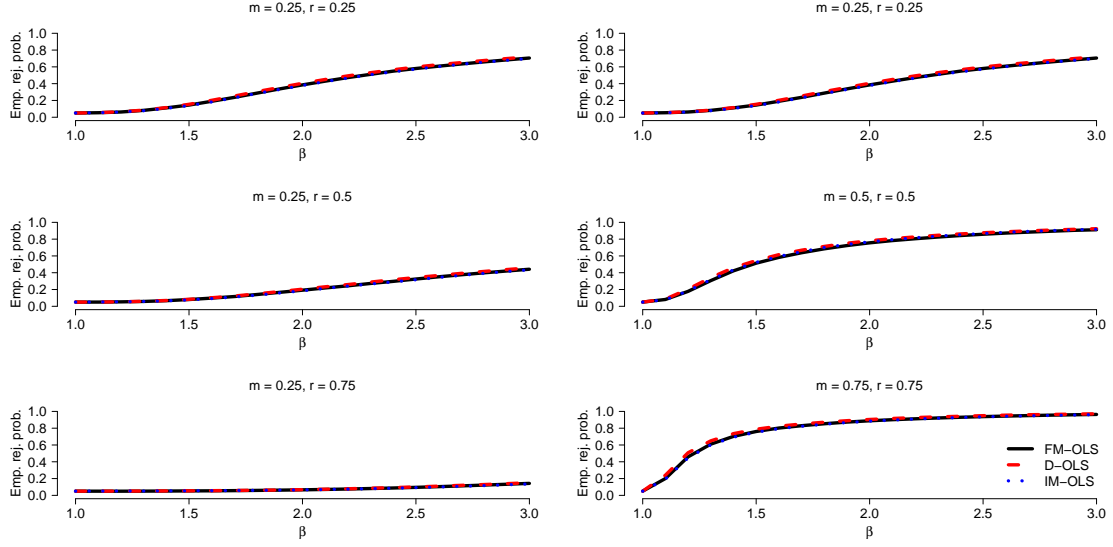 m = 0.25, r = 0.25
Emp. rej. prob.
1.0
0.8
0.6
0.4
0.2
0.0
1.0 1.5 2.0 2.5 3.0
β
m = 0.25, r = 0.25
Emp. rej. prob.
1.0
0.8
0.6
0.4
0.2
0.0
1.0 1.5 2.0 2.5 3.0
β
m = 0.25, r = 0.5
Emp. rej. prob.
1.0
0.8
0.6
0.4
0.2
0.0
1.0 1.5 2.0 2.5 3.0
β
m = 0.5, r = 0.5
Emp. rej. prob.
1.0
0.8
0.6
0.4
0.2
0.0
1.0 1.5 2.0 2.5 3.0
β
m = 0.25, r = 0.75
Emp. rej. prob.
1.0
0.8
0.6
0.4
0.2
0.0
1.0 1.5 2.0 2.5 3.0
β
m = 0.75, r = 0.75
Emp. rej. prob.
1.0
0.8
0.6
0.4
0.2
0.0
1.0 1.5 2.0 2.5 3.0
β
FM−OLS
D−OLS
IM−OLS